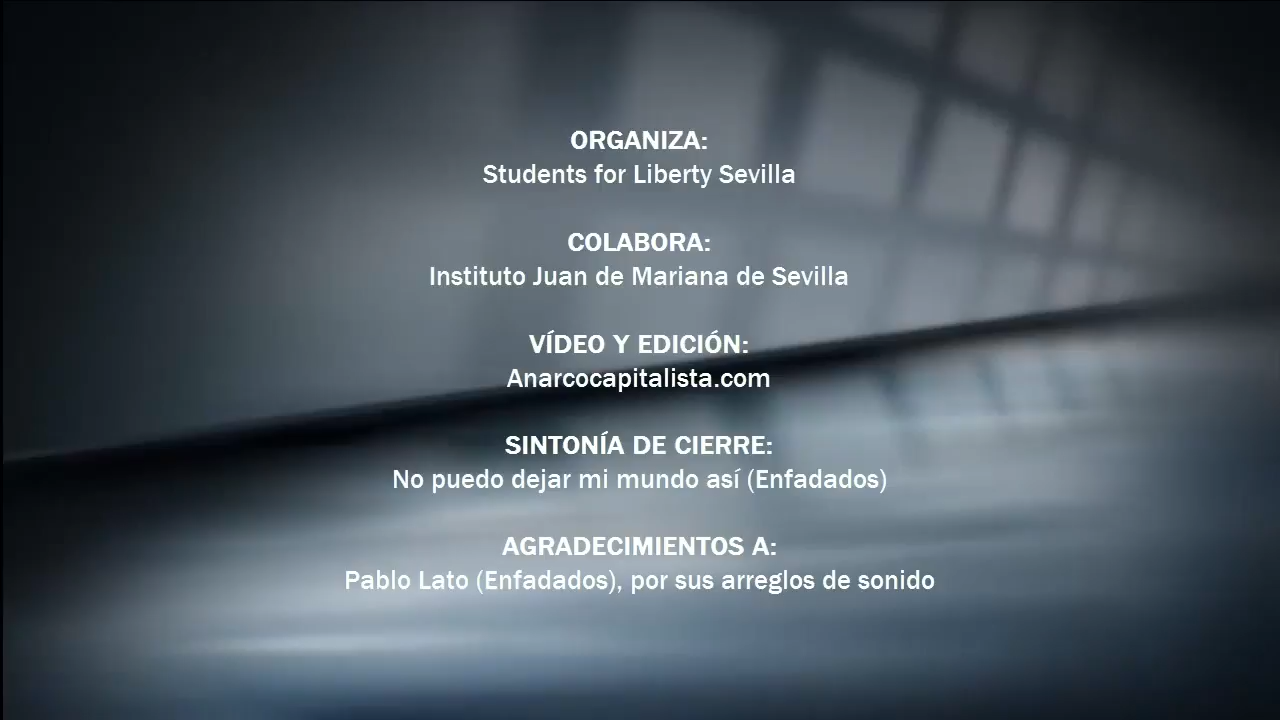 ORGANIZA:
Students for Liberty Sevilla
COLABORA:
Instituto Juan de Mariana de Sevilla
VÍDEO Y EDICIÓN:
Anarcocapitalista.com
SINTONÍA DE CIERRE:
No puedo dejar mi mundo así (Enfadados)
AGRADECIMIENTOS A:
Pablo Lato (Enfadados), por sus arreglos de sonido